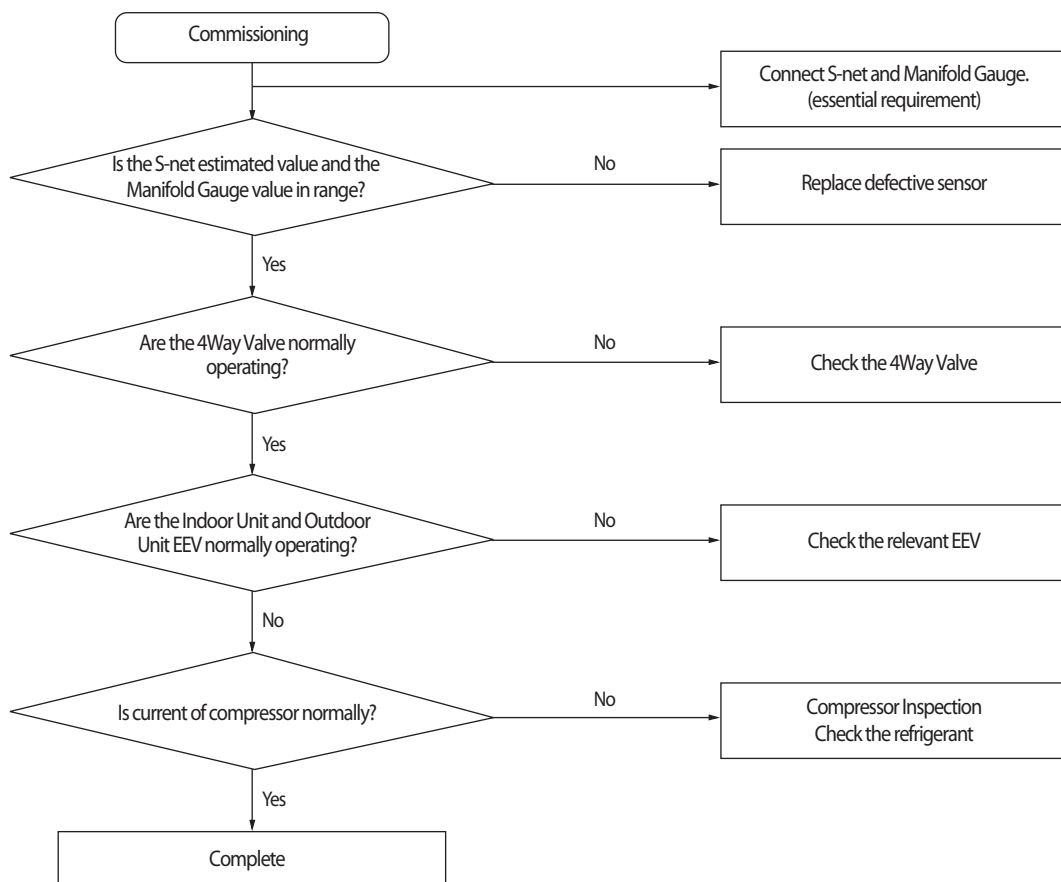 Commissioning
Connect S-net and Manifold Gauge.
(essential requirement)
Is the S-net estimated value and the
Manifold Gauge value in range?
No
Replace defective sensor
Yes
Are the 4Way Valve normally
operating?
No
Check the 4Way Valve
Yes
Are the Indoor Unit and Outdoor
Unit EEV normally operating?
No
Check the relevant EEV
No
Is current of compressor normally?
No
Compressor Inspection
Check the refrigerant
Yes
Complete